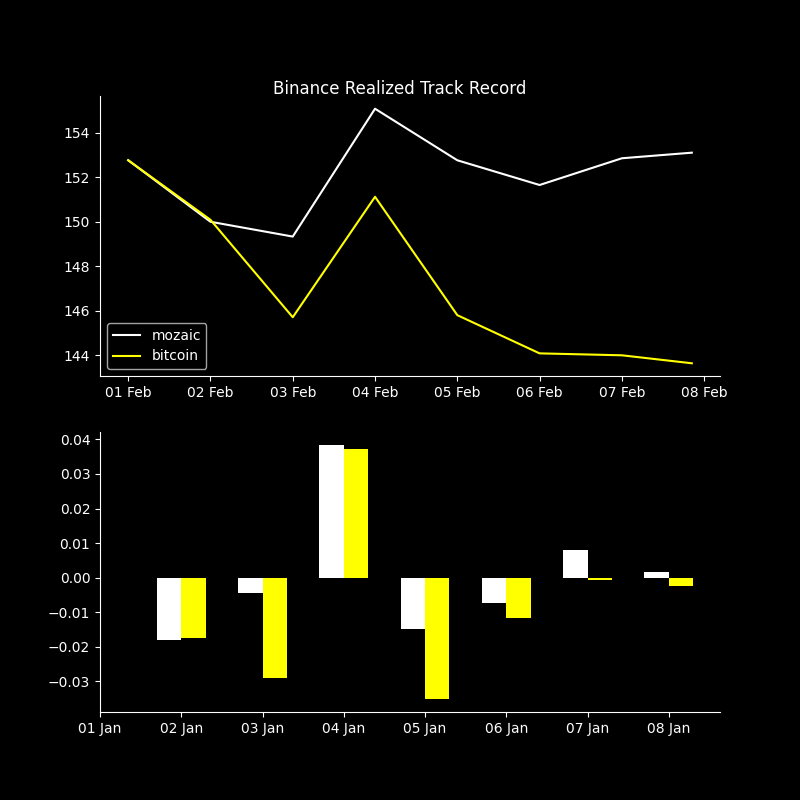 Binance Realized Track Record
154
152
150
148
146
144
mozaic
bitcoin
01 Feb 02 Feb 03 Feb 04 Feb 05 Feb 06 Feb 07 Feb 08 Feb
0.04
0.03
0.02
0.01
0.00
−0.01
−0.02
−0.03
01 Jan 02 Jan 03 Jan 04 Jan 05 Jan 06 Jan 07 Jan 08 Jan